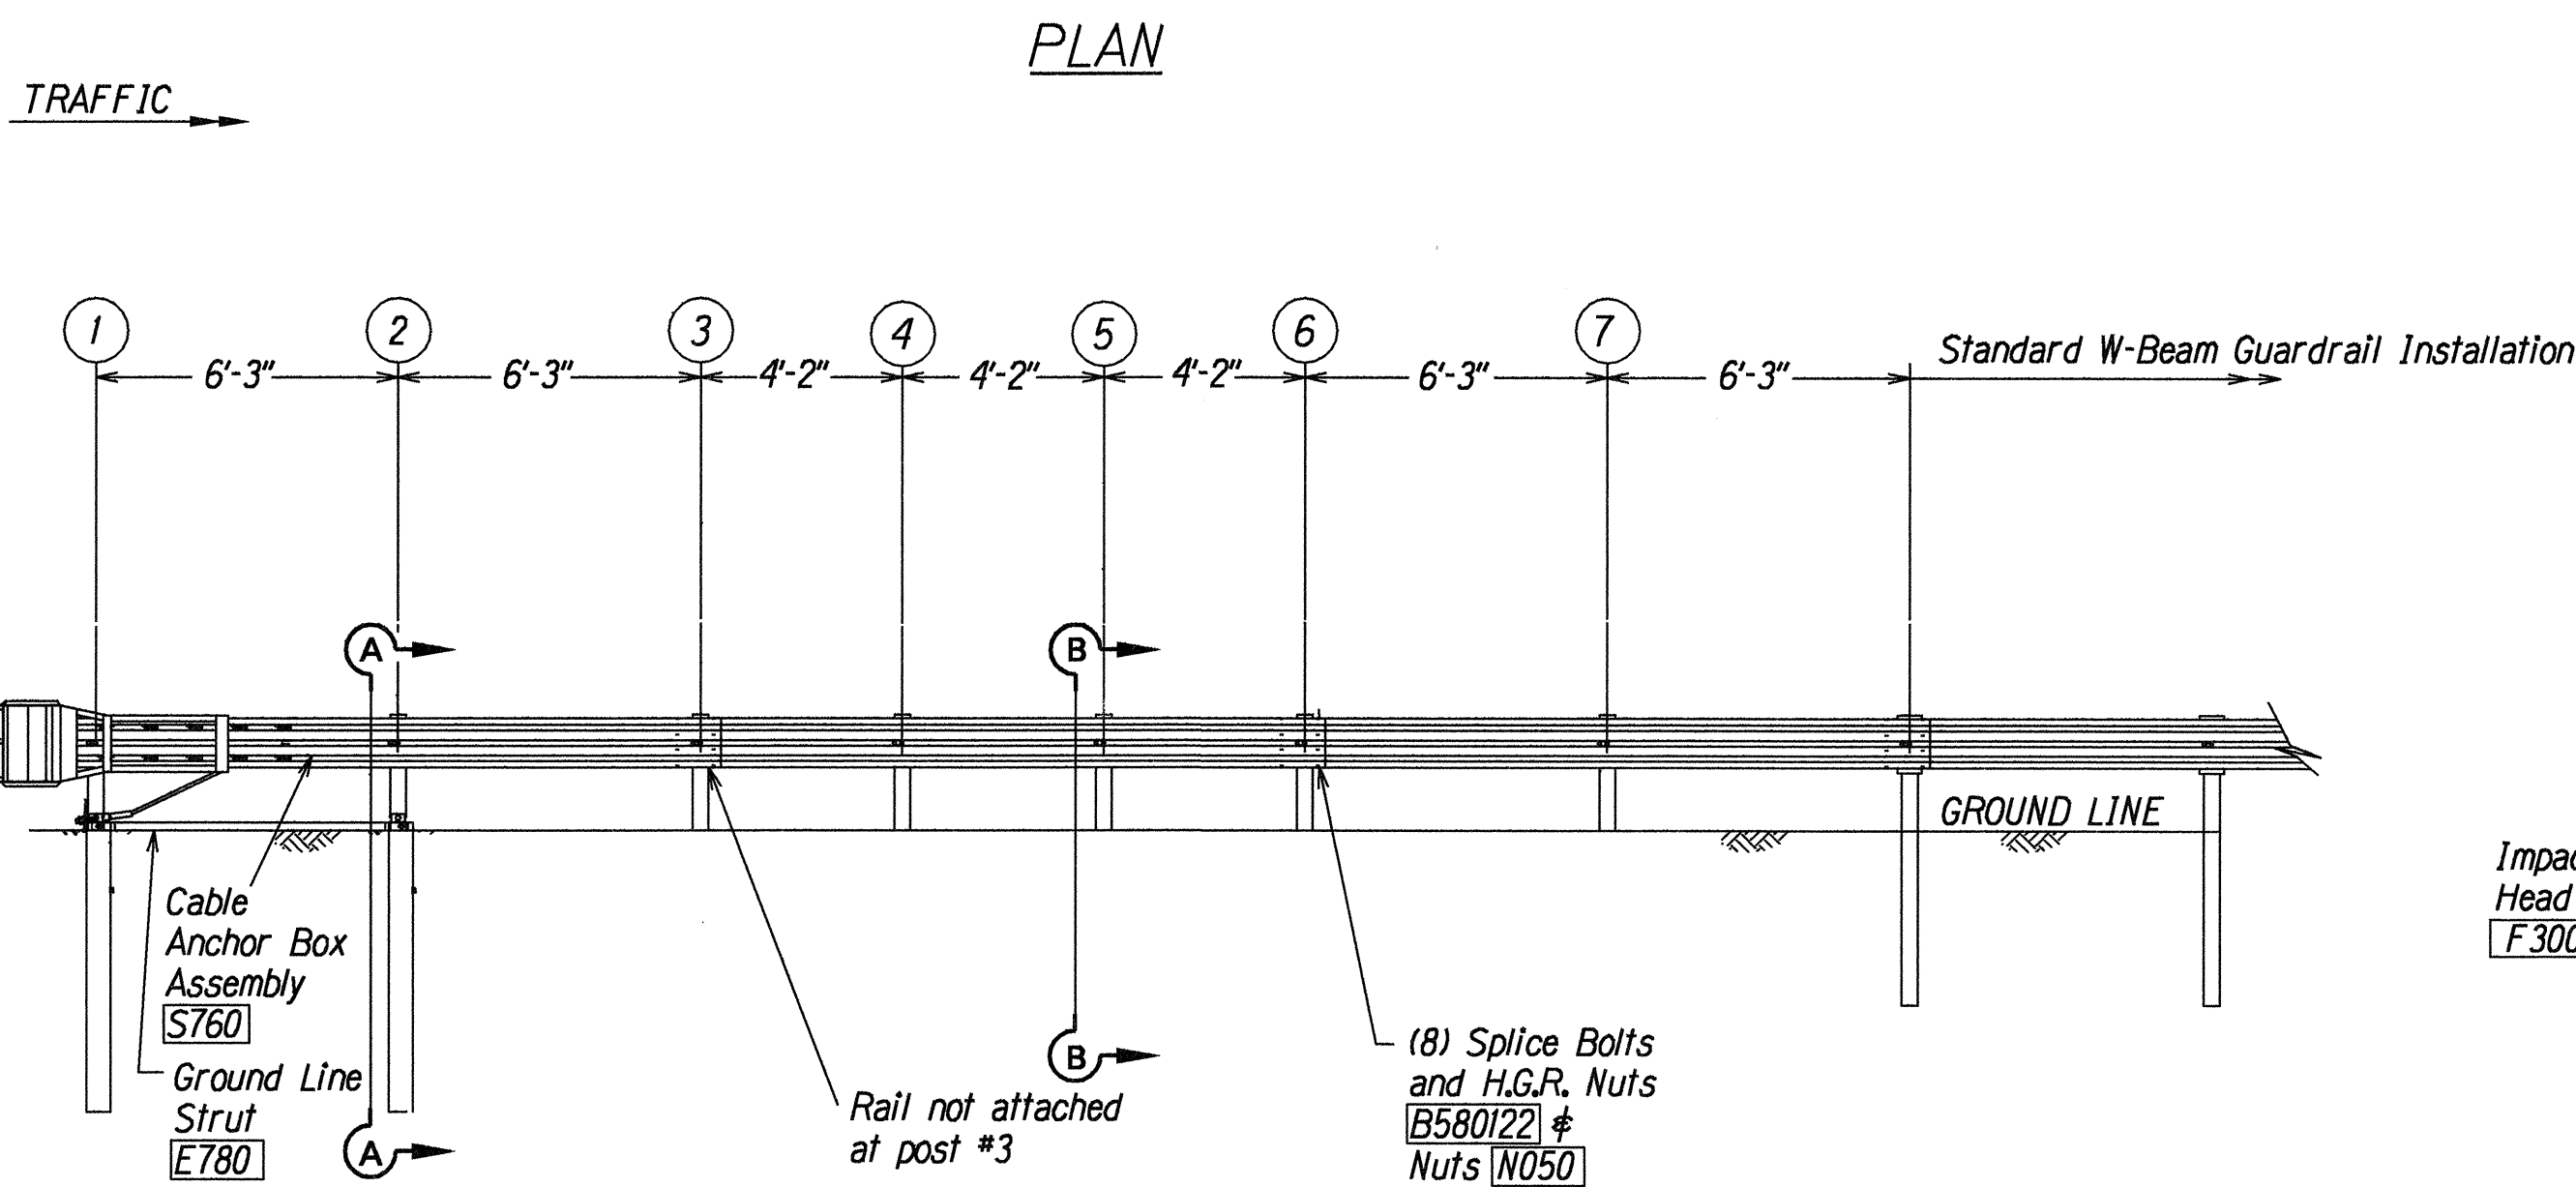 PLAN
TRAFFIC
1 2 3 4 5 6 7
Standard W-Beam Guardrail Installation
6'-3" 6'-3" 4'-2" 4'-2" 4'-2" 6'-3" 6'-3"
A B
GROUND LINE
Cable
Anchor Box
Assembly
S760
Ground Line
Strut
E780
A
B
Rail not attached
at post #3
(8) Splice Bolts
and H.G.R. Nuts
B580122 &
Nuts N050
Head